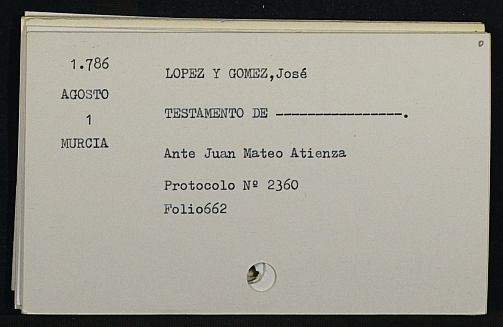 1.786
AGOSTO
1
MURCIA
LOPEZ Y GOMEZ,José
TESTAMENTO DE ----------------.
Ante Juan Mateo Atienza
Protocolo Nº 2360
Folio662